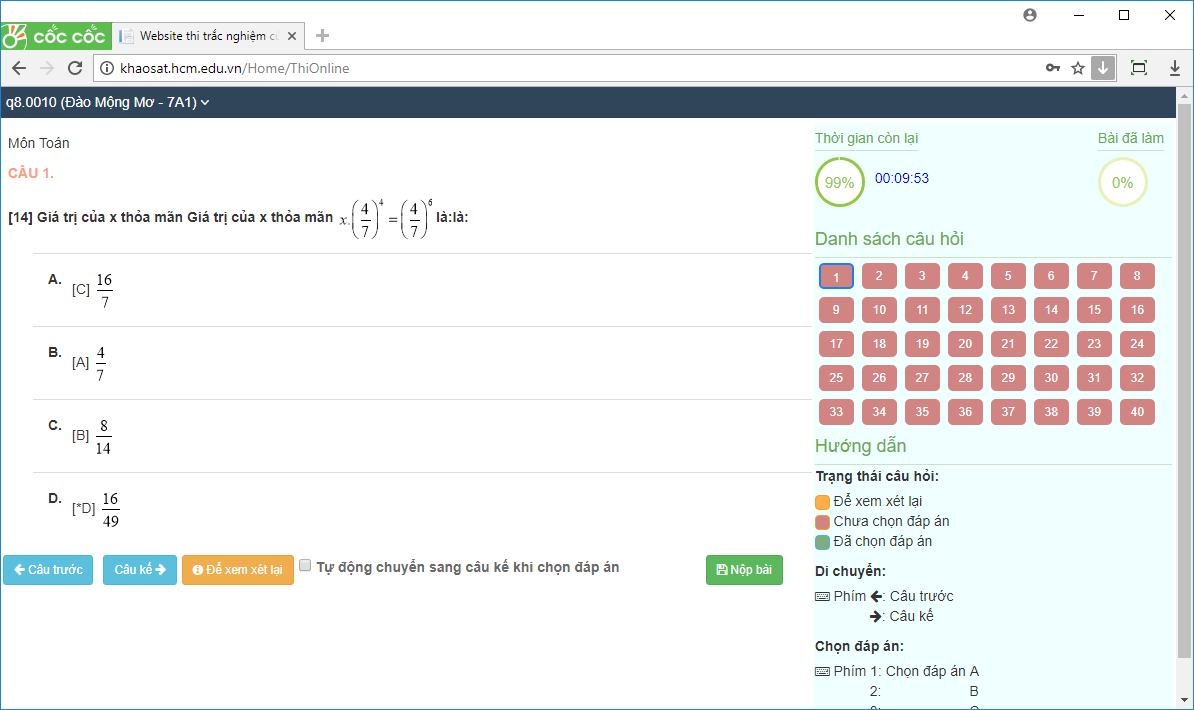 cốc cốc
Website thi trắc nghiệm củ
khaosat.hcm.edu.vn/Home/ThiOnline
q8.0010 (Đào Mộng Mơ - 7A1)
Môn Toán
CÂU 1.
[14] Giá trị của x thỏa mãn Giá trị của x thỏa mãn x.(4/7)^4 = (4/7)^6 là:là:
A. [C] 16/7
B. [A] 4/7
C. [B] 8/14
D. [*D] 16/49
Câu trước Câu kế Để xem xét lại Tự động chuyển sang câu kế khi chọn đáp án Nộp bài
Thời gian còn lại Bài đã làm
99% 00:09:53 0%
Danh sách câu hỏi
1 2 3 4 5 6 7 8
9 10 11 12 13 14 15 16
17 18 19 20 21 22 23 24
25 26 27 28 29 30 31 32
33 34 35 36 37 38 39 40
Hướng dẫn
Trạng thái câu hỏi:
Để xem xét lại
Chưa chọn đáp án
Đã chọn đáp án
Di chuyển:
Phím : Câu trước
: Câu kế
Chọn đáp án:
Phím 1: Chọn đáp án A
2: B